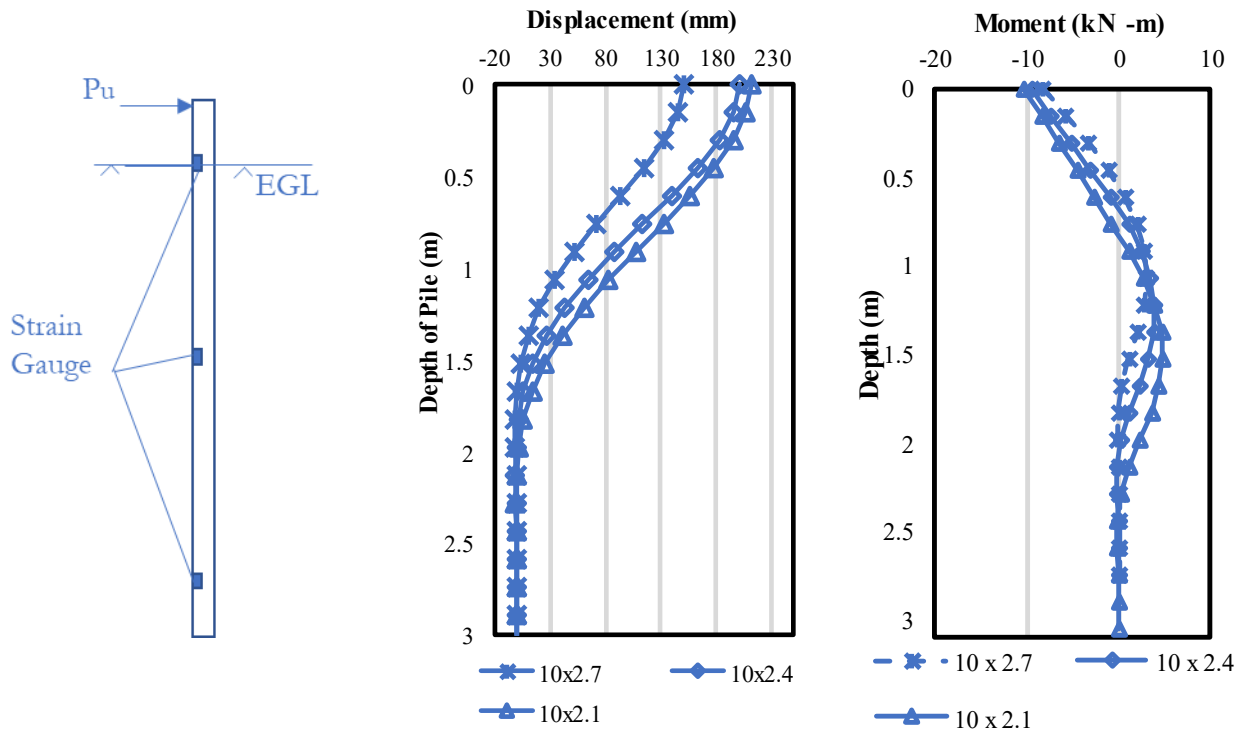 Pu
EGL
Strain
Gauge
Displacement (mm)
-20 30 80 130 180 230
Depth of Pile (m)
0
0.5
1
1.5
2
2.5
3
10x2.7 10x2.4
10x2.1
Moment (kN -m)
-20 -10 0 10
Depth (m)
0
0.5
1
1.5
2
2.5
3
10 x 2.7 10 x 2.4
10 x 2.1